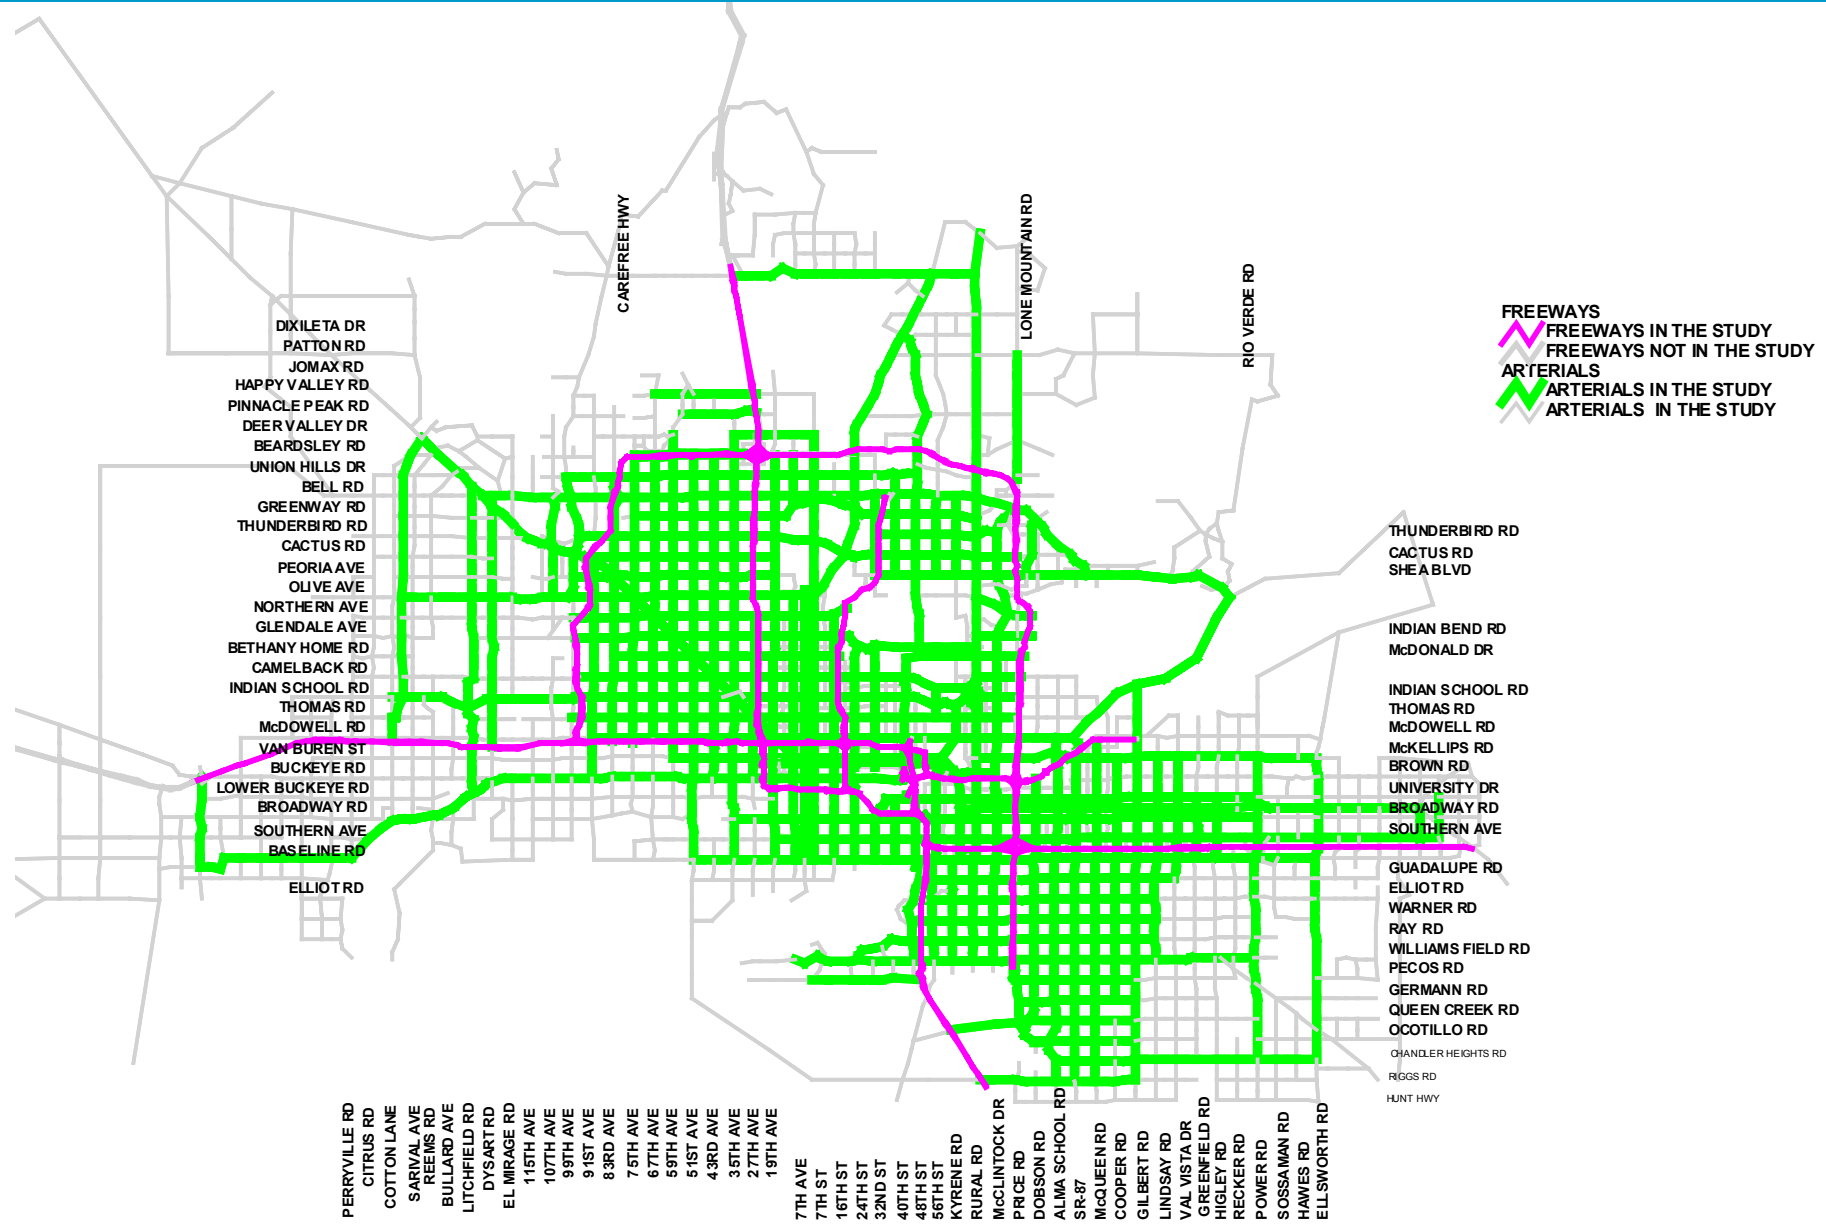 CAREFREE HWY
LONE MOUNTAIN RD
RIO VERDE RD
FREEWAYS
FREEWAYS IN THE STUDY
FREEWAYS NOT IN THE STUDY
ARTERIALS
ARTERIALS IN THE STUDY
ARTERIALS  IN THE STUDY
DIXILETA DR
PATTON RD
JOMAX RD
HAPPY VALLEY RD
PINNACLE PEAK RD
DEER VALLEY DR
BEARDSLEY RD
UNION HILLS DR
BELL RD
GREENWAY RD
THUNDERBIRD RD
CACTUS RD
PEORIA AVE
OLIVE AVE
NORTHERN AVE
GLENDALE AVE
BETHANY HOME RD
CAMELBACK RD
INDIAN SCHOOL RD
THOMAS RD
McDOWELL RD
VAN BUREN ST
BUCKEYE RD
LOWER BUCKEYE RD
BROADWAY RD
SOUTHERN AVE
BASELINE RD
ELLIOT RD
THUNDERBIRD RD
CACTUS RD
SHEA BLVD
INDIAN BEND RD
McDONALD DR
INDIAN SCHOOL RD
THOMAS RD
McDOWELL RD
McKELLIPS RD
BROWN RD
UNIVERSITY DR
BROADWAY RD
SOUTHERN AVE
GUADALUPE RD
ELLIOT RD
WARNER RD
RAY RD
WILLIAMS FIELD RD
PECOS RD
GERMANN RD
QUEEN CREEK RD
OCOTILLO RD
CHANDLER HEIGHTS RD
RIGGS RD
HUNT HWY
PERRYVILLE RD
CITRUS RD
COTTON LANE
SARIVAL AVE
REEMS RD
BULLARD AVE
LITCHFIELD RD
DYSART RD
EL MIRAGE RD
115TH AVE
107TH AVE
99TH AVE
91ST AVE
83RD AVE
75TH AVE
67TH AVE
59TH AVE
51ST AVE
43RD AVE
35TH AVE
27TH AVE
19TH AVE
7TH AVE
7TH ST
16TH ST
24TH ST
32ND ST
40TH ST
48TH ST
56TH ST
KYRENE RD
RURAL RD
McCLINTOCK DR
PRICE RD
DOBSON RD
ALMA SCHOOL RD
SR-87
McQUEEN RD
COOPER RD
GILBERT RD
LINDSAY RD
VAL VISTA DR
GREENFIELD RD
HIGLEY RD
RECKER RD
POWER RD
SOSSAMAN RD
HAWES RD
ELLSWORTH RD